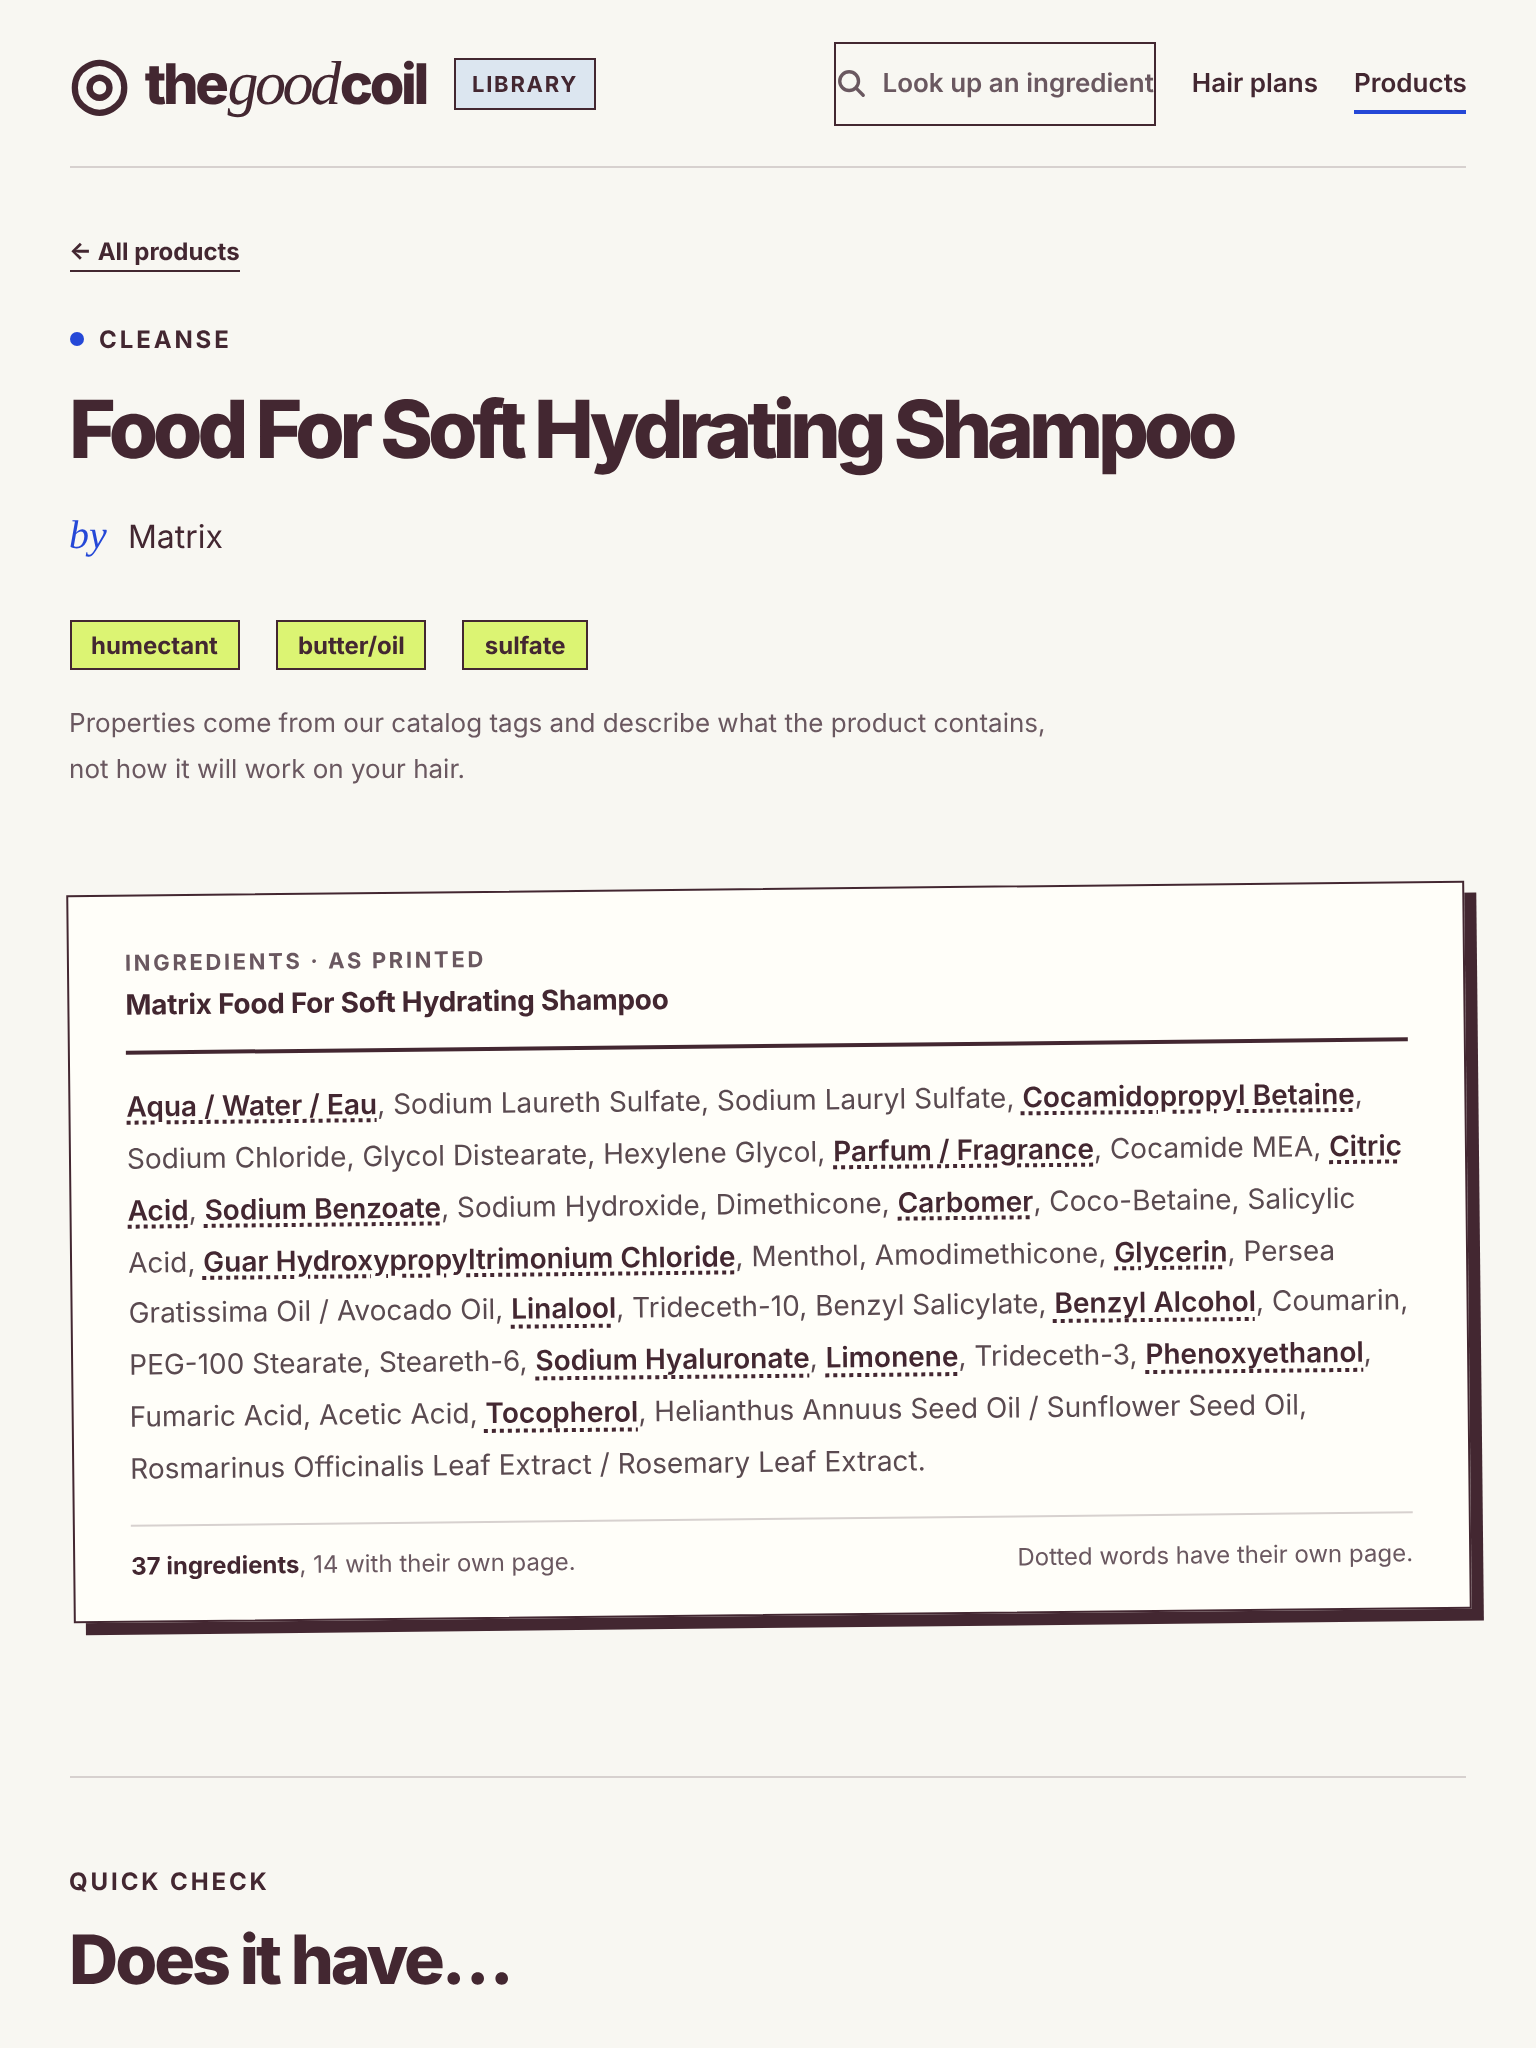 thegoodcoil LIBRARY Look up an ingredient Hair plans Products
← All products
CLEANSE
Food For Soft Hydrating Shampoo
by Matrix
humectant butter/oil sulfate
Properties come from our catalog tags and describe what the product contains,
not how it will work on your hair.
INGREDIENTS · AS PRINTED
Matrix Food For Soft Hydrating Shampoo
Aqua / Water / Eau, Sodium Laureth Sulfate, Sodium Lauryl Sulfate, Cocamidopropyl Betaine,
Sodium Chloride, Glycol Distearate, Hexylene Glycol, Parfum / Fragrance, Cocamide MEA, Citric
Acid, Sodium Benzoate, Sodium Hydroxide, Dimethicone, Carbomer, Coco-Betaine, Salicylic
Acid, Guar Hydroxypropyltrimonium Chloride, Menthol, Amodimethicone, Glycerin, Persea
Gratissima Oil / Avocado Oil, Linalool, Trideceth-10, Benzyl Salicylate, Benzyl Alcohol, Coumarin,
PEG-100 Stearate, Steareth-6, Sodium Hyaluronate, Limonene, Trideceth-3, Phenoxyethanol,
Fumaric Acid, Acetic Acid, Tocopherol, Helianthus Annuus Seed Oil / Sunflower Seed Oil,
Rosmarinus Officinalis Leaf Extract / Rosemary Leaf Extract.
37 ingredients, 14 with their own page. Dotted words have their own page.
QUICK CHECK
Does it have…